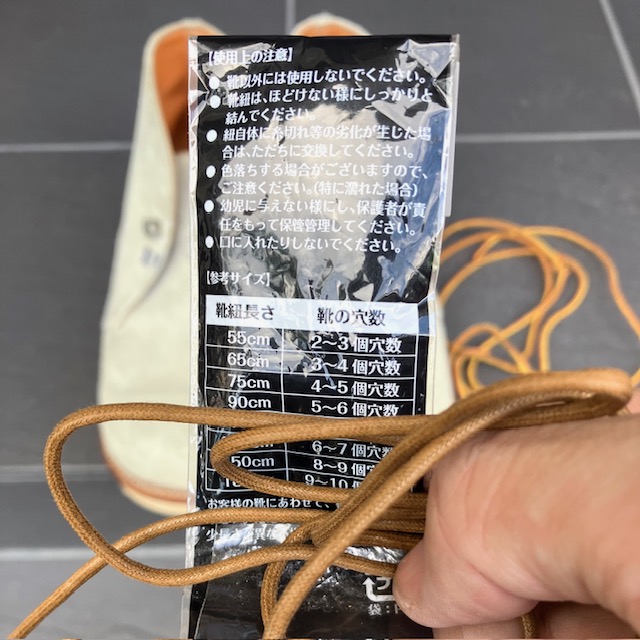 【使用上の注意】
● 靴以外には使用しないでください。
● 靴紐は、ほどけない様にしっかりと
結んでください。
● 紐自体に糸切れ等の劣化が生じた場
合は、ただちに交換してください。
● 色落ちする場合がございますので、
ご注意ください。(特に濡れた場合)
● 幼児に与えない様にし、保護者が責
任をもって保管管理してください。
● 口に入れたりしないでください。
【参考サイズ】
靴紐長さ 靴の穴数
55cm 2〜3個穴数
65cm 3〜4個穴数
75cm 4〜5個穴数
90cm 5〜6個穴数
6〜7個穴数
50cm 8〜9個穴数
9〜10個穴数
お客様の靴にあわせて、
プラ